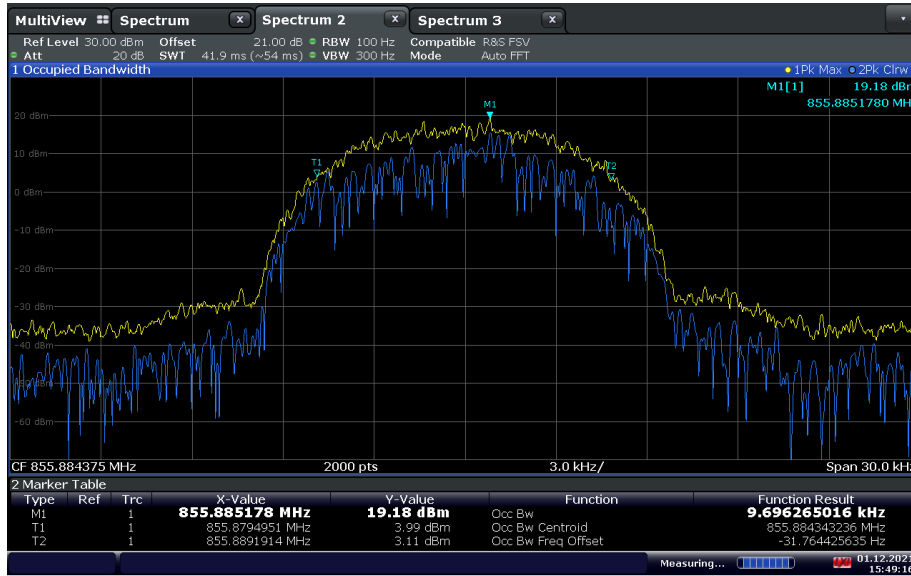 MultiView Spectrum x Spectrum 2 x Spectrum 3 x
Ref Level 30.00 dBm Offset 21.00 dB RBW 100 Hz Compatible R&S FSV
Att 20 dB SWT 41.9 ms (~54 ms) VBW 300 Hz Mode Auto FFT
1 Occupied Bandwidth 1Pk Max 2Pk Clrw
M1[1] 19.18 dBm
855.8851780 MH
M1
20 dBm
10 dBm
T1
T2
0 dBm
-10 dBm
-20 dBm
-30 dBm
-40 dBm
-50 dBm
-60 dBm
CF 855.884375 MHz 2000 pts 3.0 kHz/ Span 30.0 kHz
2 Marker Table
Type Ref Trc X-Value Y-Value Function Function Result
M1 1 855.885178 MHz 19.18 dBm Occ Bw 9.696265016 kHz
T1 1 855.8794951 MHz 3.99 dBm Occ Bw Centroid 855.884343236 MHz
T2 1 855.8891914 MHz 3.11 dBm Occ Bw Freq Offset -31.764425635 Hz
Measuring... 01.12.2021
15:49:16